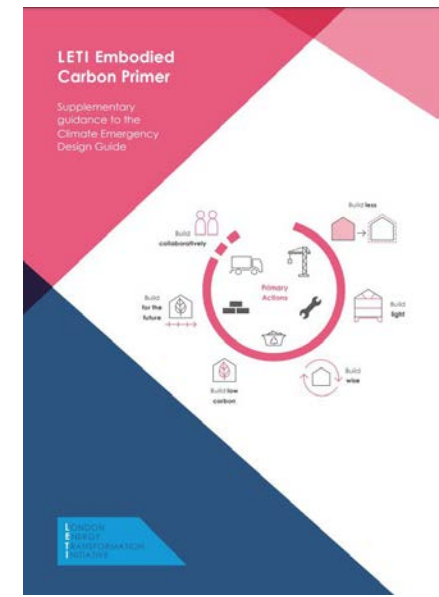 LETI Embodied
Carbon Primer
Supplementary
guidance to the
Climate Emergency
Design Guide
Build less
Build
collaboratively
Primary
Actions
Build
for the
future
Build
light
Build
wise
Build low
carbon
LONDON
ENERGY
TRANSFORMATION
INITIATIVE